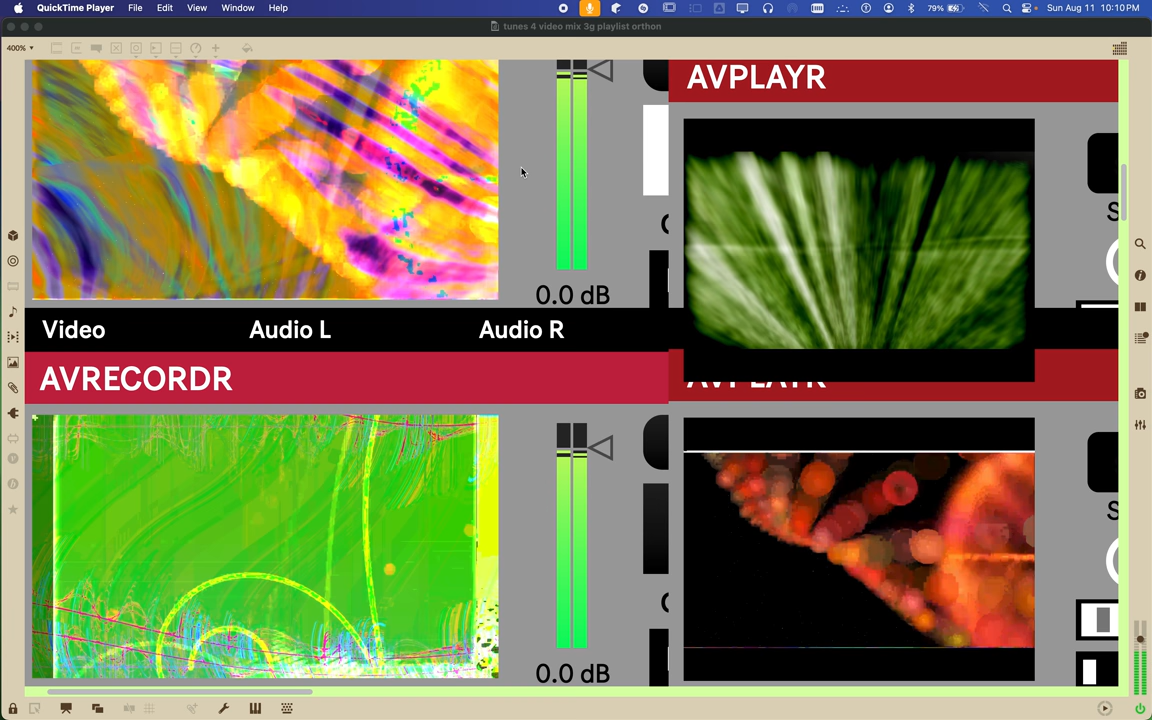 QuickTime Player File Edit View Window Help 79% Sun Aug 11 10:10 PM
tunes 4 video mix 3g playlist orthon
400%
AVPLAYR
0.0 dB
Video Audio L Audio R
AVRECORDR
AVPLAYR
0.0 dB